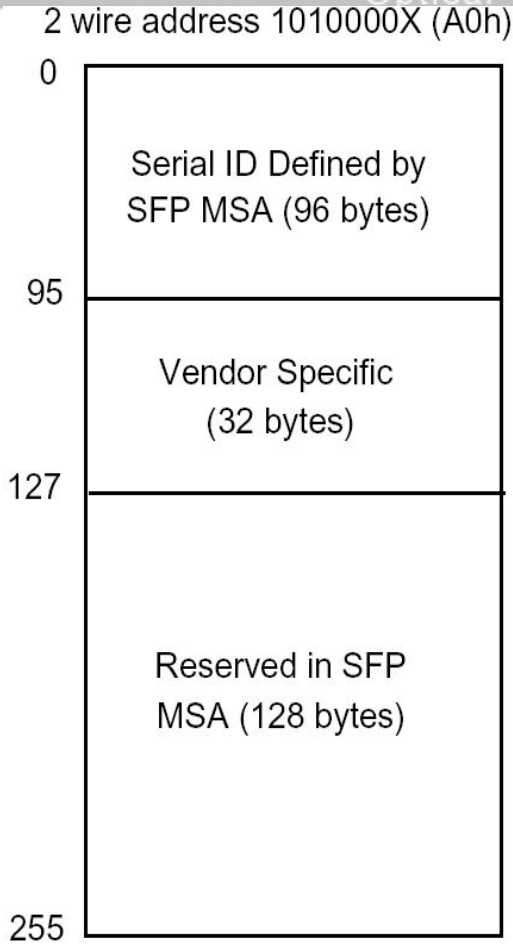 2 wire address 1010000X (A0h)
0
Serial ID Defined by
SFP MSA (96 bytes)
95
Vendor Specific
(32 bytes)
127
Reserved in SFP
MSA (128 bytes)
255